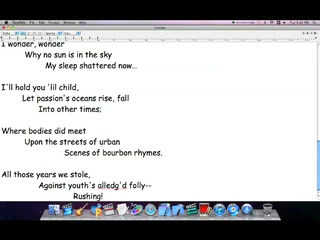 I wonder, wonder
Why no sun is in the sky
My sleep shattered now...
I'll hold you 'lil child,
Let passion's oceans rise, fall
Into other times;
Where bodies did meet
Upon the streets of urban
Scenes of bourbon rhymes.
All those years we stole,
Against youth's alledg'd folly--
Rushing!